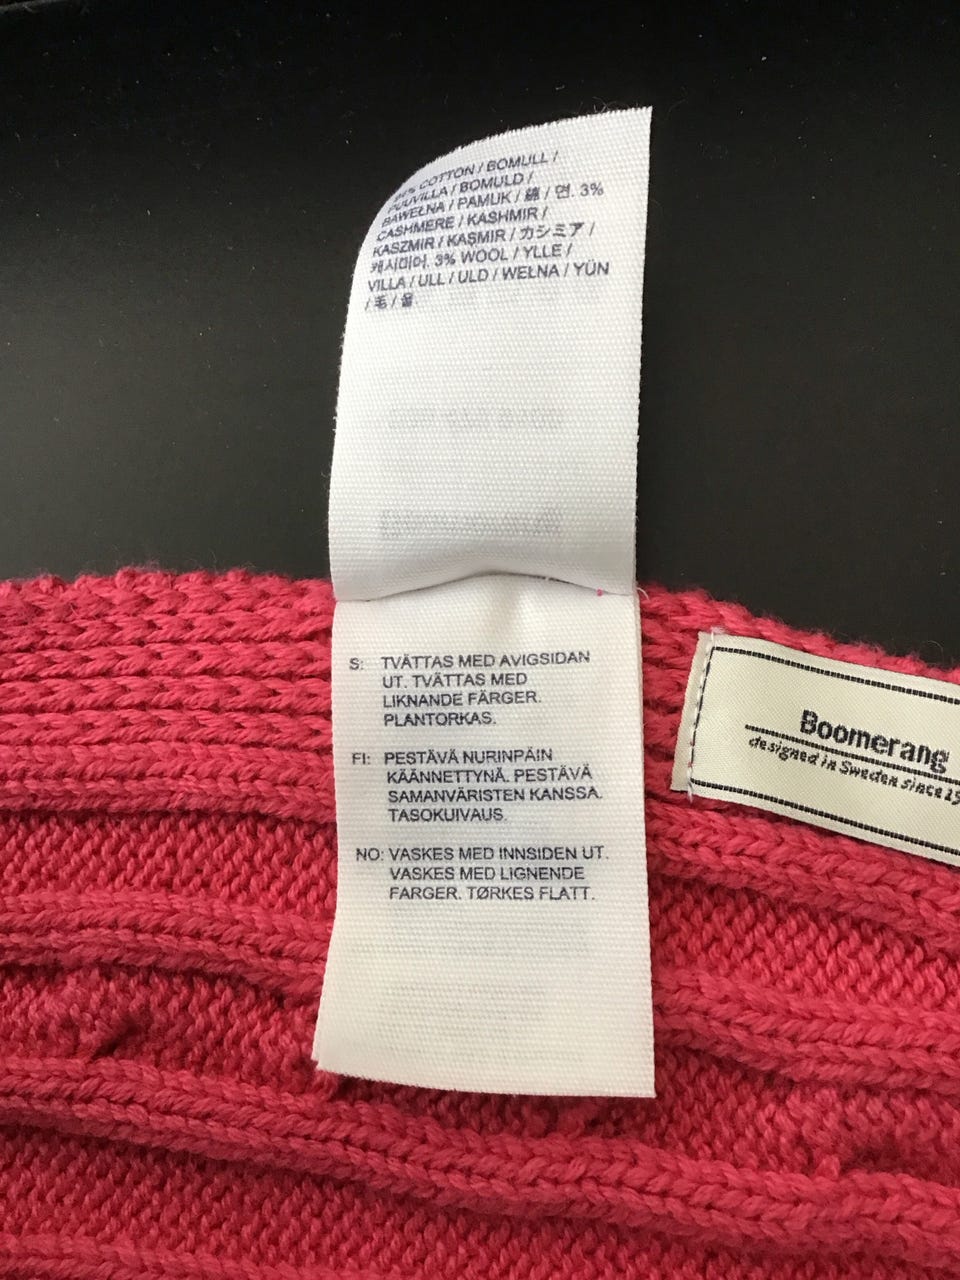 94% COTTON / BOMULL /
PUUVILLA / BOMULD /
BAWEŁNA / PAMUK / 綿 / 면. 3%
CASHMERE / KASHMIR /
KASZMIR / KAŞMIR / カシミア /
캐시미어. 3% WOOL / YLLE /
VILLA / ULL / ULD / WEŁNA / YÜN
/ 毛 / 울
S: TVÄTTAS MED AVIGSIDAN
UT. TVÄTTAS MED
LIKNANDE FÄRGER.
PLANTORKAS.
FI: PESTÄVÄ NURINPÄIN
KÄÄNNETTYNÄ. PESTÄVÄ
SAMANVÄRISTEN KANSSA.
TASOKUIVAUS.
NO: VASKES MED INNSIDEN UT.
VASKES MED LIGNENDE
FARGER. TØRKES FLATT.
Boomerang
designed in Sweden since 19